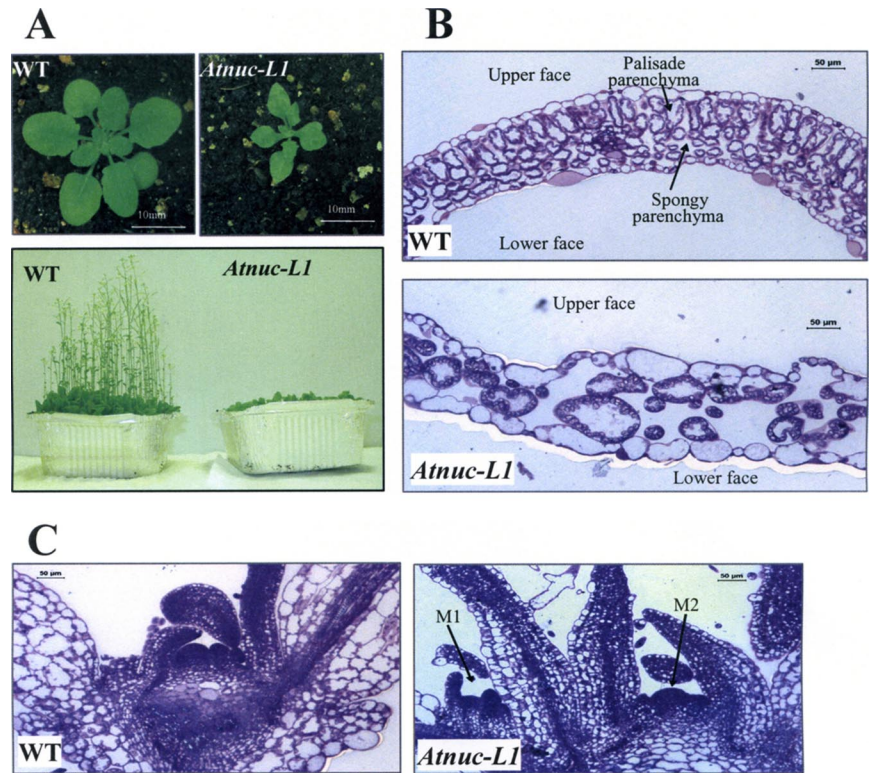 A
WT
10mm
Atnuc-L1
10mm
WT
Atnuc-L1
B
Upper face
Palisade
parenchyma
50 µm
Spongy
parenchyma
WT
Lower face
Upper face
50 µm
Atnuc-L1
Lower face
C
50 µm
WT
M1
M2
50 µm
Atnuc-L1